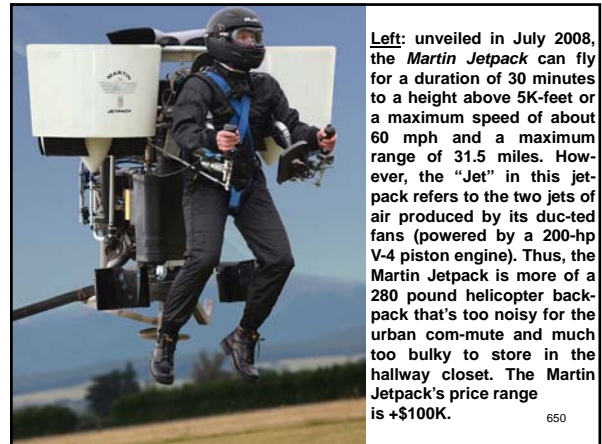 MARTIN
JETPACK
Left: unveiled in July 2008,
the Martin Jetpack can fly
for a duration of 30 minutes
to a height above 5K-feet or
a maximum speed of about
60 mph and a maximum
range of 31.5 miles. How-
ever, the “Jet” in this jet-
pack refers to the two jets of
air produced by its duc-ted
fans (powered by a 200-hp
V-4 piston engine). Thus, the
Martin Jetpack is more of a
280 pound helicopter back-
pack that’s too noisy for the
urban com-mute and much
too bulky to store in the
hallway closet. The Martin
Jetpack’s price range
is +$100K.
650